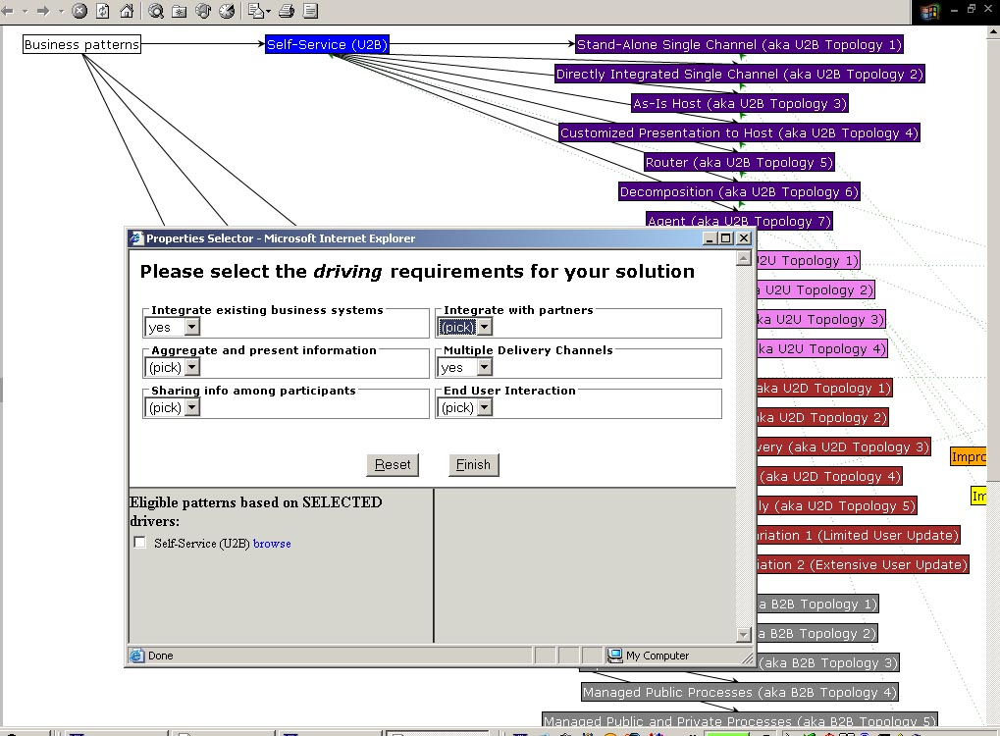 Business patterns
Self-Service (U2B)
Stand-Alone Single Channel (aka U2B Topology 1)
Directly Integrated Single Channel (aka U2B Topology 2)
As-Is Host (aka U2B Topology 3)
Customized Presentation to Host (aka U2B Topology 4)
Router (aka U2B Topology 5)
Decomposition (aka U2B Topology 6)
Agent (aka U2B Topology 7)
Properties Selector - Microsoft Internet Explorer
Please select the driving requirements for your solution
Integrate existing business systems
yes
Integrate with partners
(pick)
Aggregate and present information
(pick)
Multiple Delivery Channels
yes
Sharing info among participants
(pick)
End User Interaction
(pick)
Reset
Finish
Eligible patterns based on SELECTED
drivers:
Self-Service (U2B) browse
Done
My Computer
U2U Topology 1)
a U2U Topology 2)
ka U2U Topology 3)
ka U2U Topology 4)
aka U2D Topology 1)
ka U2D Topology 2)
very (aka U2D Topology 3)
(aka U2D Topology 4)
ly (aka U2D Topology 5)
riation 1 (Limited User Update)
iation 2 (Extensive User Update)
Impro
Im
a B2B Topology 1)
a B2B Topology 2)
(aka B2B Topology 3)
Managed Public Processes (aka B2B Topology 4)
Managed Public and Private Processes (aka B2B Topology 5)